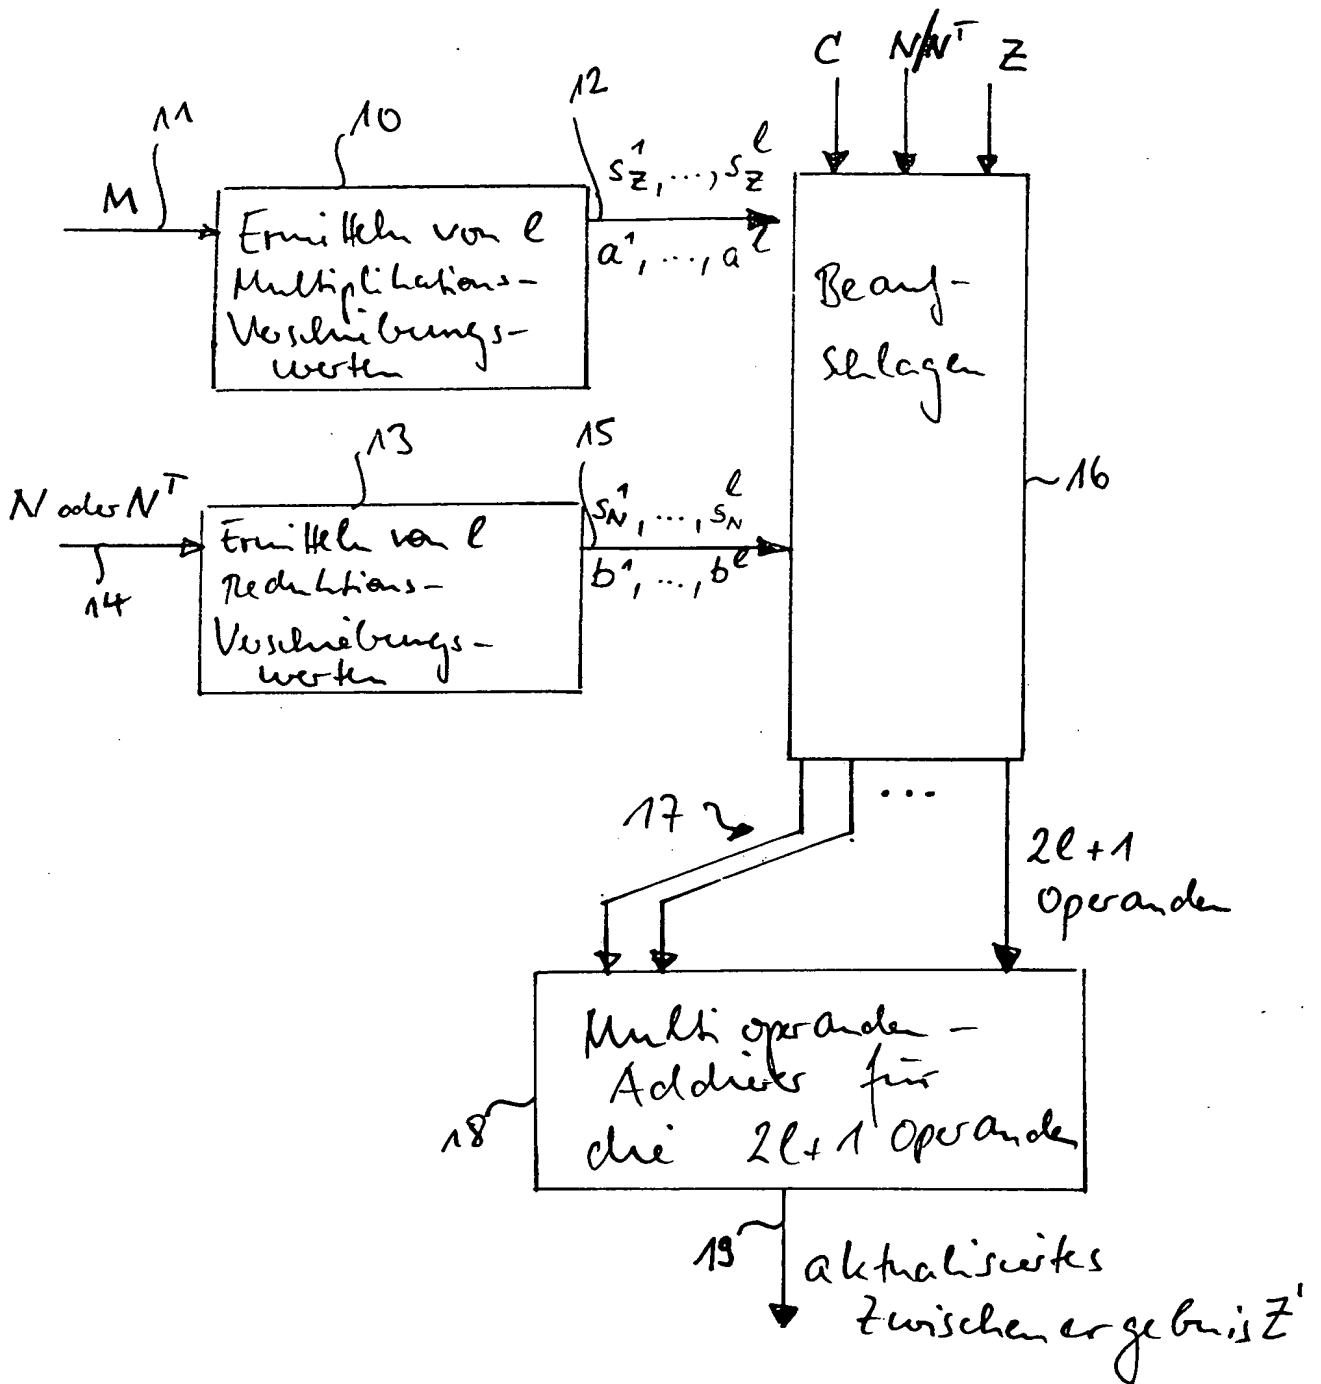 C N/N^T Z
11
10
12
M
s_Z^1, ..., s_Z^l
a^1, ..., a^l
Ermitteln von l
Multiplikations-
Verschiebungs-
werten
Beauf-
schlagen
13
15
16
N oder N^T
s_N^1, ..., s_N^l
b^1, ..., b^l
14
Ermitteln von l
Reduktions-
Verschiebungs-
werten
17
...
2l+1
Operanden
Multioperanden-
Addierer für
die 2l+1 Operanden
18
19
aktualisiertes
Zwischenergebnis Z'